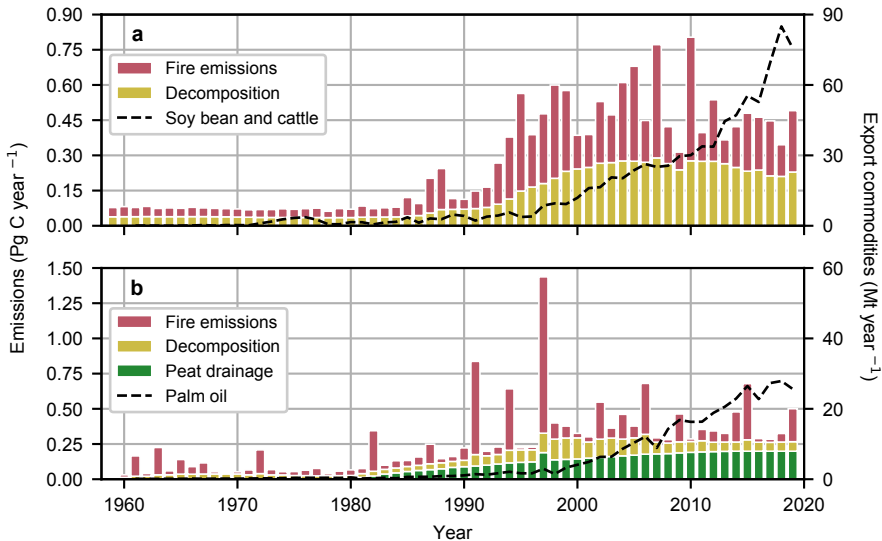 0.90
0.75
0.60
0.45
0.30
0.15
0.00
a
Fire emissions
Decomposition
Soy bean and cattle
90
60
30
0
1.50
1.25
1.00
0.75
0.50
0.25
0.00
b
Fire emissions
Decomposition
Peat drainage
Palm oil
60
40
20
0
1960 1970 1980 1990 2000 2010 2020
Year
Emissions (Pg C year −1)
Export commodities (Mt year −1)